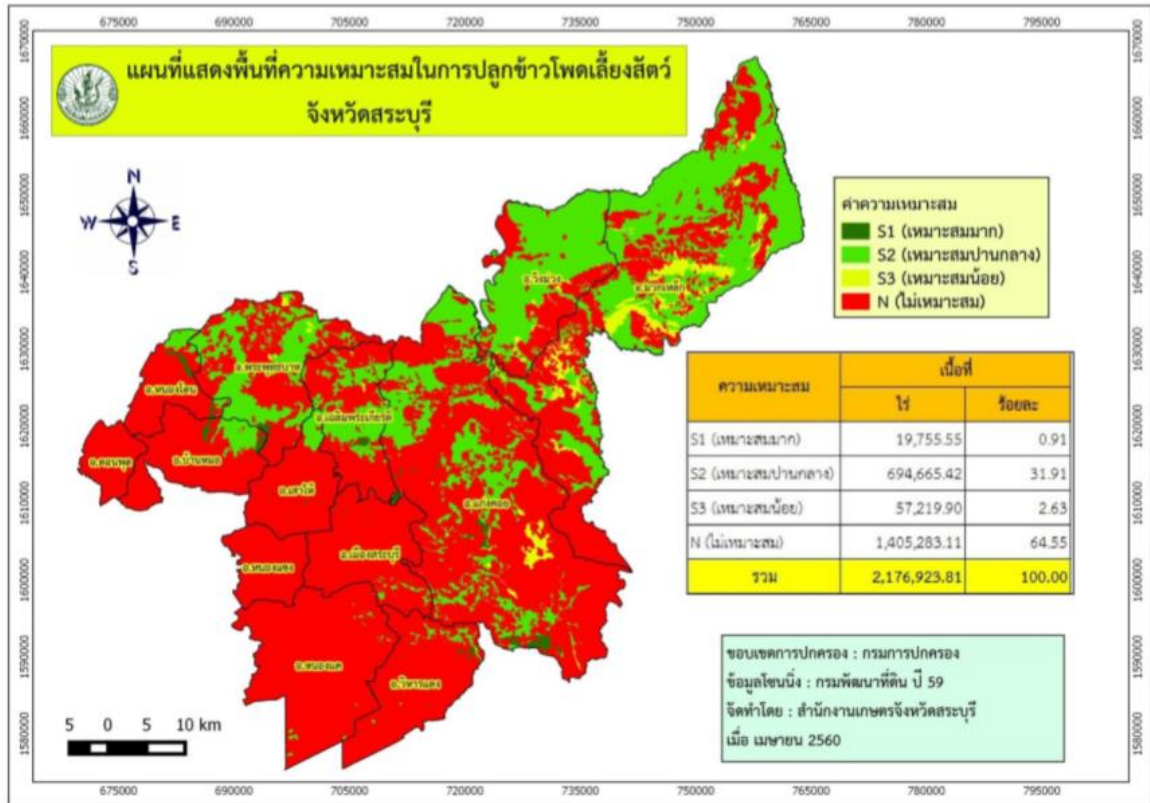 675000 690000 705000 720000 735000 750000 765000 780000 795000
1670000 1670000
แผนที่แสดงพื้นที่ความเหมาะสมในการปลูกข้าวโพดเลี้ยงสัตว์
จังหวัดสระบุรี
1660000 1660000
N
W E
S
1650000 1650000
ค่าความเหมาะสม
S1 (เหมาะสมมาก)
S2 (เหมาะสมปานกลาง)
S3 (เหมาะสมน้อย)
N (ไม่เหมาะสม)
1640000 1640000
อ.วังม่วง
อ.มวกเหล็ก
1630000 1630000
อ.พระพุทธบาท
อ.หนองโดน
อ.เฉลิมพระเกียรติ
1620000 1620000
อ.ดอนพุด
อ.บ้านหมอ
อ.เสาไห้
อ.แก่งคอย
1610000 1610000
อ.หนองแซง
อ.เมืองสระบุรี
1600000 1600000
อ.หนองแค
อ.วิหารแดง
1590000 1590000
1580000 1580000
ความเหมาะสม เนื้อที่
ไร่ ร้อยละ
S1 (เหมาะสมมาก) 19,755.55 0.91
S2 (เหมาะสมปานกลาง) 694,665.42 31.91
S3 (เหมาะสมน้อย) 57,219.90 2.63
N (ไม่เหมาะสม) 1,405,283.11 64.55
รวม 2,176,923.81 100.00
ขอบเขตการปกครอง : กรมการปกครอง
ข้อมูลโซนนิ่ง : กรมพัฒนาที่ดิน ปี 59
จัดทำโดย : สำนักงานเกษตรจังหวัดสระบุรี
เมื่อ เมษายน 2560
5 0 5 10 km
675000 690000 705000 720000 735000 750000 765000 780000 795000